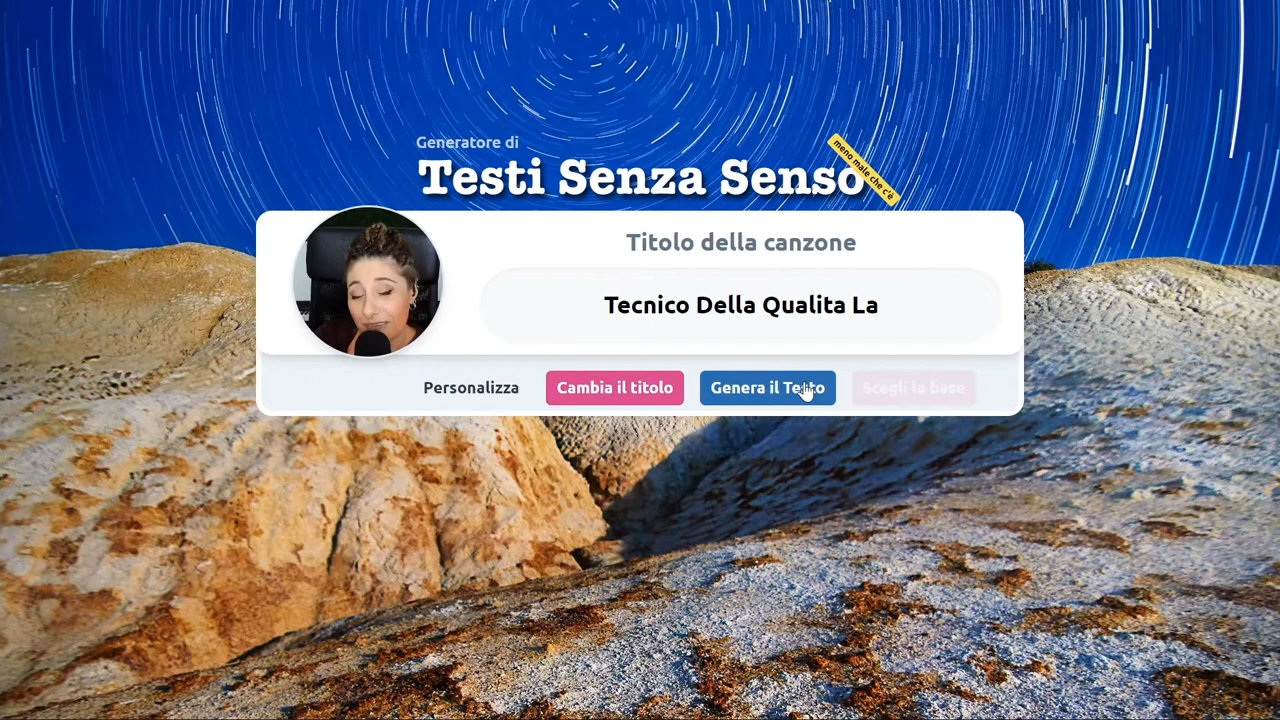 Generatore di
Testi Senza Senso
meno male che c'è
Titolo della canzone
Tecnico Della Qualita La
Personalizza
Cambia il titolo
Genera il Testo
Scegli la base